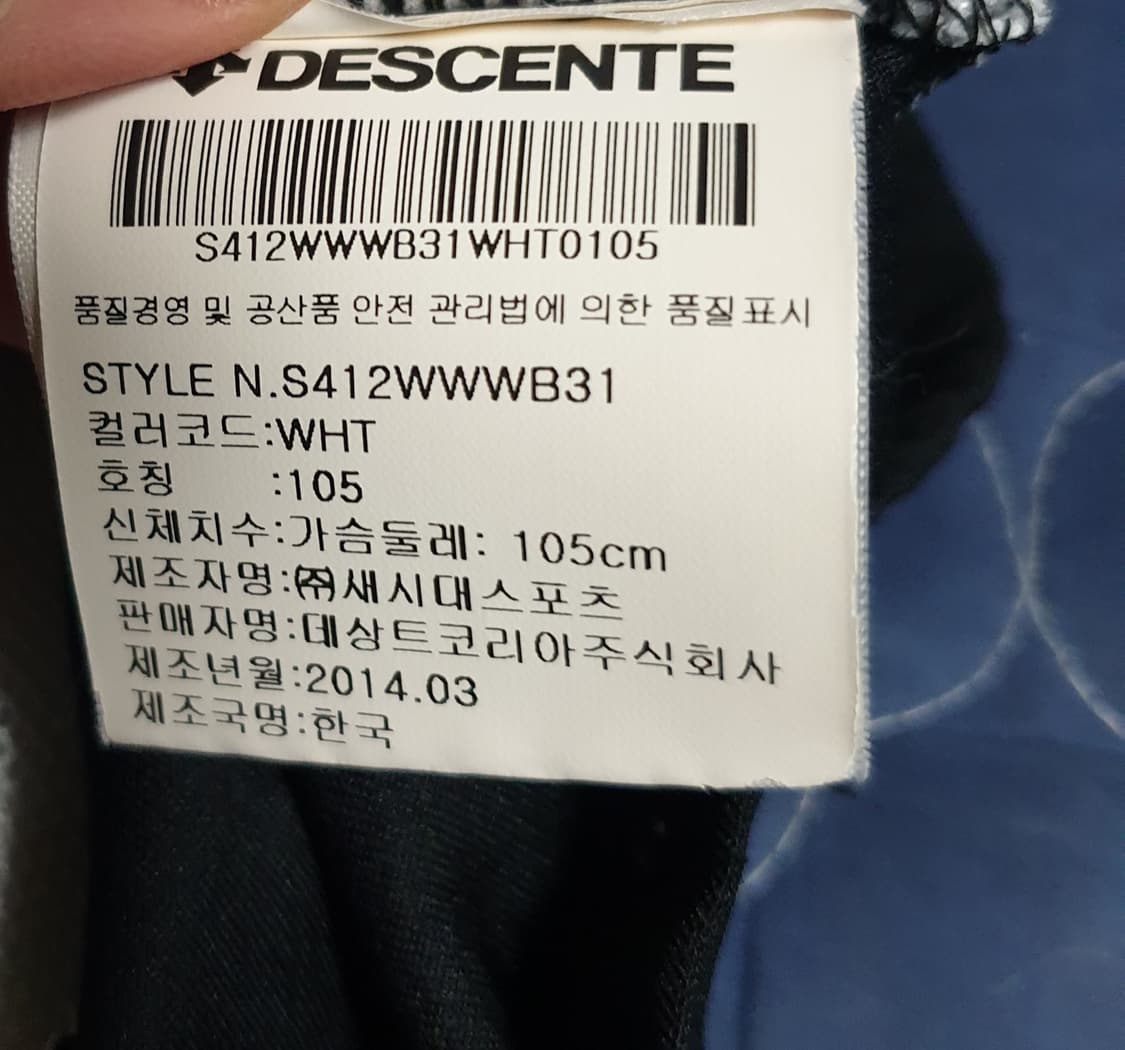 DESCENTE
S412WWWB31WHT0105
품질경영 및 공산품 안전 관리법에 의한 품질표시
STYLE N.S412WWWB31
컬러코드:WHT
호칭 :105
신체치수:가슴둘레: 105cm
제조자명:㈜새시대스포츠
판매자명:데상트코리아주식회사
제조년월:2014.03
제조국명:한국